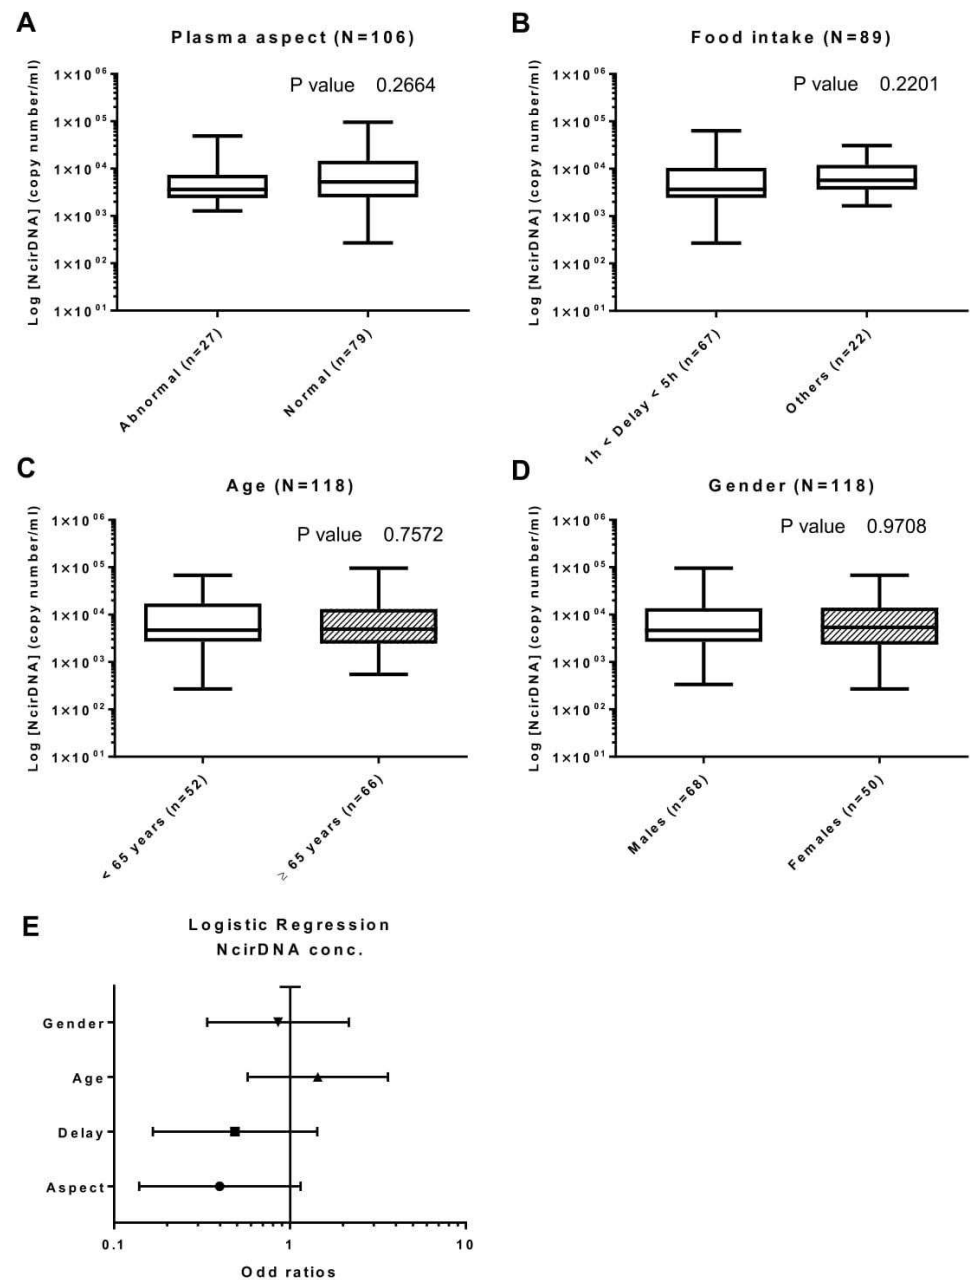 A
Plasma aspect (N=106)
P value 0.2664
Log [NcirDNA] (copy number/ml)
1×10^06
1×10^05
1×10^04
1×10^03
1×10^02
1×10^01
Abnormal (n=27)
Normal (n=79)
B
Food intake (N=89)
P value 0.2201
Log [NcirDNA] (copy number/ml)
1×10^06
1×10^05
1×10^04
1×10^03
1×10^02
1×10^01
1h < Delay < 5h (n=67)
Others (n=22)
C
Age (N=118)
P value 0.7572
Log [NcirDNA] (copy number/ml)
1×10^06
1×10^05
1×10^04
1×10^03
1×10^02
1×10^01
< 65 years (n=52)
≥ 65 years (n=66)
D
Gender (N=118)
P value 0.9708
Log [NcirDNA] (copy number/ml)
1×10^06
1×10^05
1×10^04
1×10^03
1×10^02
1×10^01
Males (n=68)
Females (n=50)
E
Logistic Regression
NcirDNA conc.
Gender
Age
Delay
Aspect
0.1
1
10
Odd ratios